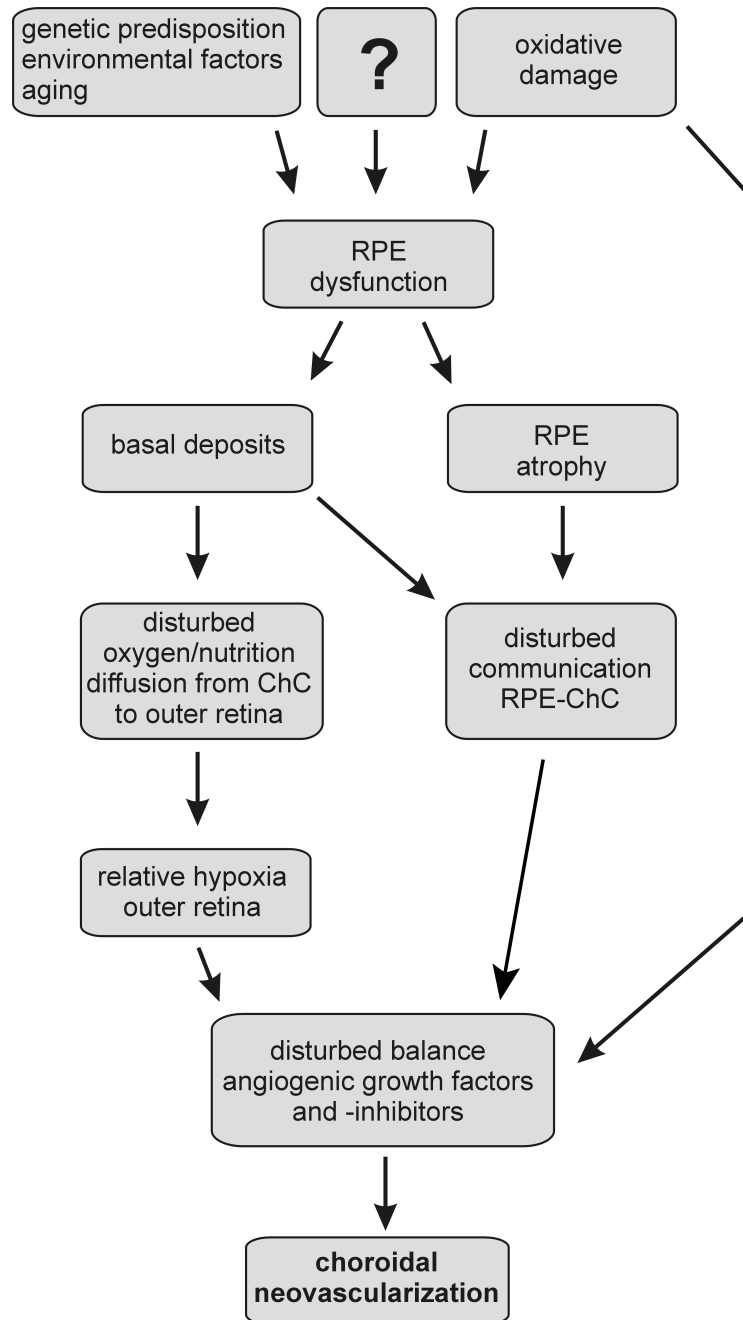 genetic predisposition
environmental factors
aging
?
oxidative
damage
RPE
dysfunction
basal deposits
RPE
atrophy
disturbed
oxygen/nutrition
diffusion from ChC
to outer retina
disturbed
communication
RPE-ChC
relative hypoxia
outer retina
disturbed balance
angiogenic growth factors
and -inhibitors
choroidal
neovascularization